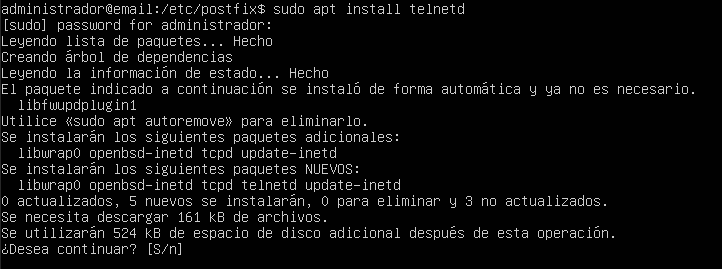 administrador@email:/etc/postfix$ sudo apt install telnetd
[sudo] password for administrador:
Leyendo lista de paquetes... Hecho
Creando árbol de dependencias
Leyendo la información de estado... Hecho
El paquete indicado a continuación se instaló de forma automática y ya no es necesario.
  libfwupdplugin1
Utilice «sudo apt autoremove» para eliminarlo.
Se instalarán los siguientes paquetes adicionales:
  libwrap0 openbsd-inetd tcpd update-inetd
Se instalarán los siguientes paquetes NUEVOS:
  libwrap0 openbsd-inetd tcpd telnetd update-inetd
0 actualizados, 5 nuevos se instalarán, 0 para eliminar y 3 no actualizados.
Se necesita descargar 161 kB de archivos.
Se utilizarán 524 kB de espacio de disco adicional después de esta operación.
¿Desea continuar? [S/n]